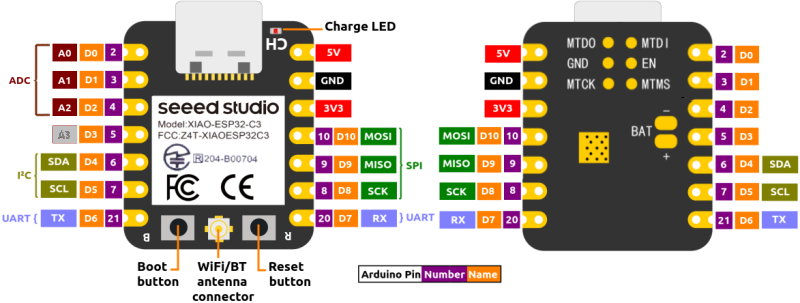 Charge LED
CH
A0 D0 2
A1 D1 3
A2 D2 4
A3 D3 5
SDA D4 6
SCL D5 7
TX D6 21
ADC
I²C
UART
5V
GND
3V3
10 D10 MOSI
9 D9 MISO
8 D8 SCK
20 D7 RX
SPI
UART
seeed studio
Model:XIAO-ESP32-C3
FCC:Z4T-XIAOESP32C3
R 204-B00704
FC CE
B
R
Boot
button
WiFi/BT
antenna
connector
Reset
button
5V
GND
3V3
MOSI D10 10
MISO D9 9
SCK D8 8
RX D7 20
MTDO MTDI
GND EN
MTCK MTMS
-
BAT
+
2 D0
3 D1
4 D2
5 D3
6 D4 SDA
7 D5 SCL
21 D6 TX
Arduino Pin Number Name